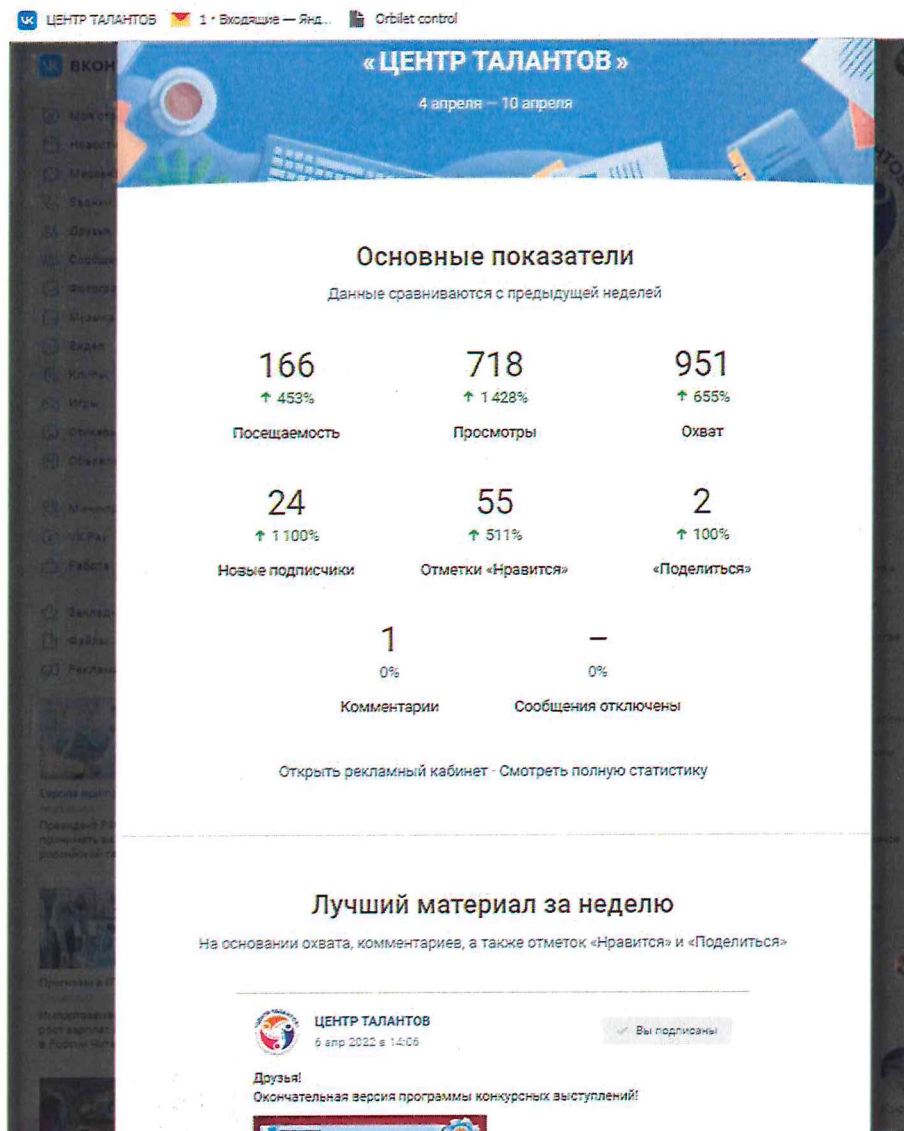 ЦЕНТР ТАЛАНТОВ 1 · Входящие — Янд... Orbilet control
ВКОН
«ЦЕНТР ТАЛАНТОВ»
4 апреля — 10 апреля
Основные показатели
Данные сравниваются с предыдущей неделей
166 718 951
↑ 453% ↑ 1 428% ↑ 655%
Посещаемость Просмотры Охват
24 55 2
↑ 1 100% ↑ 511% ↑ 100%
Новые подписчики Отметки «Нравится» «Поделиться»
1 –
0% 0%
Комментарии Сообщения отключены
Открыть рекламный кабинет · Смотреть полную статистику
Лучший материал за неделю
На основании охвата, комментариев, а также отметок «Нравится» и «Поделиться»
ЦЕНТР ТАЛАНТОВ
6 апр 2022 в 14:06
Вы подписаны
Друзья!
Окончательная версия программы конкурсных выступлений!